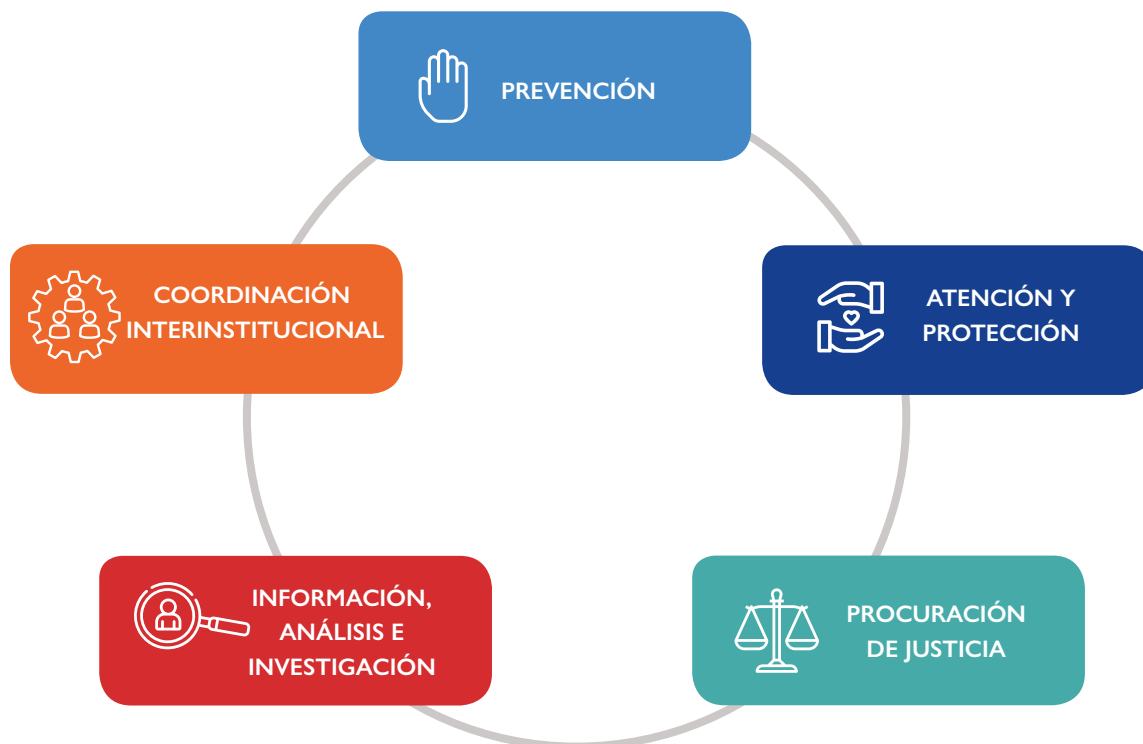 PREVENCIÓN
COORDINACIÓN
INTERINSTITUCIONAL
ATENCIÓN Y
PROTECCIÓN
INFORMACIÓN,
ANÁLISIS E
INVESTIGACIÓN
PROCURACIÓN
DE JUSTICIA